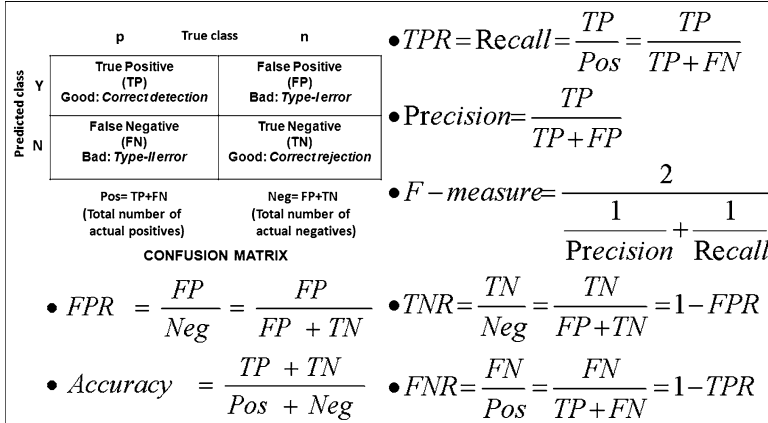 p True class n
Predicted class
Y
True Positive
(TP)
Good: Correct detection
False Positive
(FP)
Bad: Type-I error
N
False Negative
(FN)
Bad: Type-II error
True Negative
(TN)
Good: Correct rejection
Pos= TP+FN
(Total number of
actual positives)
Neg= FP+TN
(Total number of
actual negatives)
CONFUSION MATRIX
• TPR = Recall = TP / Pos = TP / TP + FN
• Precision = TP / TP + FP
• F − measure = 2 / 1 / Precision + 1 / Recall
• FPR = FP / Neg = FP / FP + TN
• TNR = TN / Neg = TN / FP + TN = 1 − FPR
• Accuracy = TP + TN / Pos + Neg
• FNR = FN / Pos = FN / TP + FN = 1 − TPR